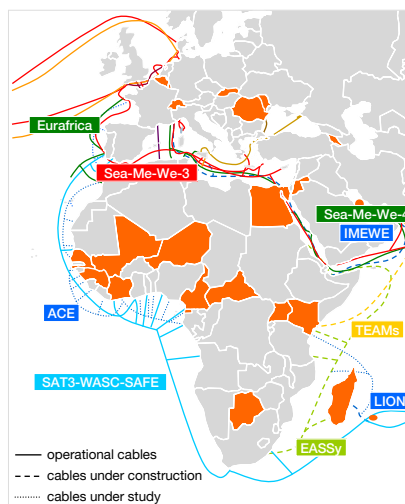 Eurafrica
Sea-Me-We-3
Sea-Me-We-4
IMEWE
ACE
TEAMs
SAT3-WASC-SAFE
LION
EASSy
operational cables
cables under construction
cables under study